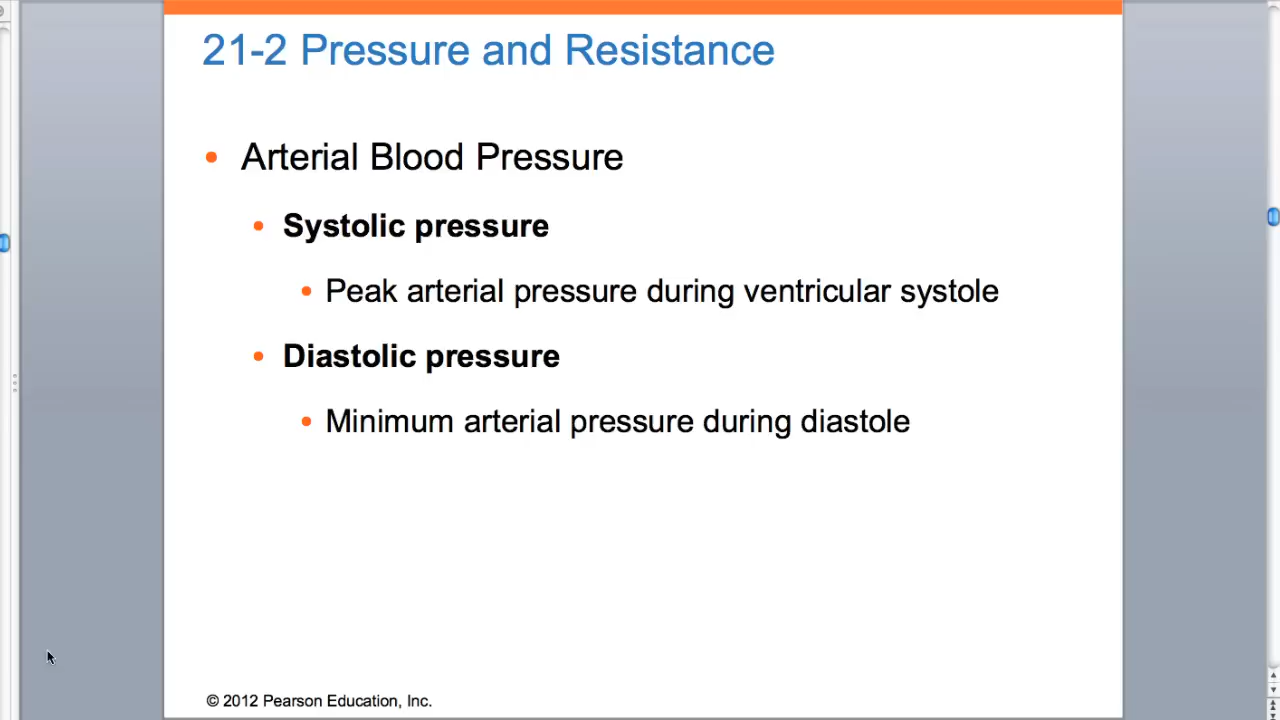 21-2 Pressure and Resistance
• Arterial Blood Pressure
• Systolic pressure
• Peak arterial pressure during ventricular systole
• Diastolic pressure
• Minimum arterial pressure during diastole
© 2012 Pearson Education, Inc.